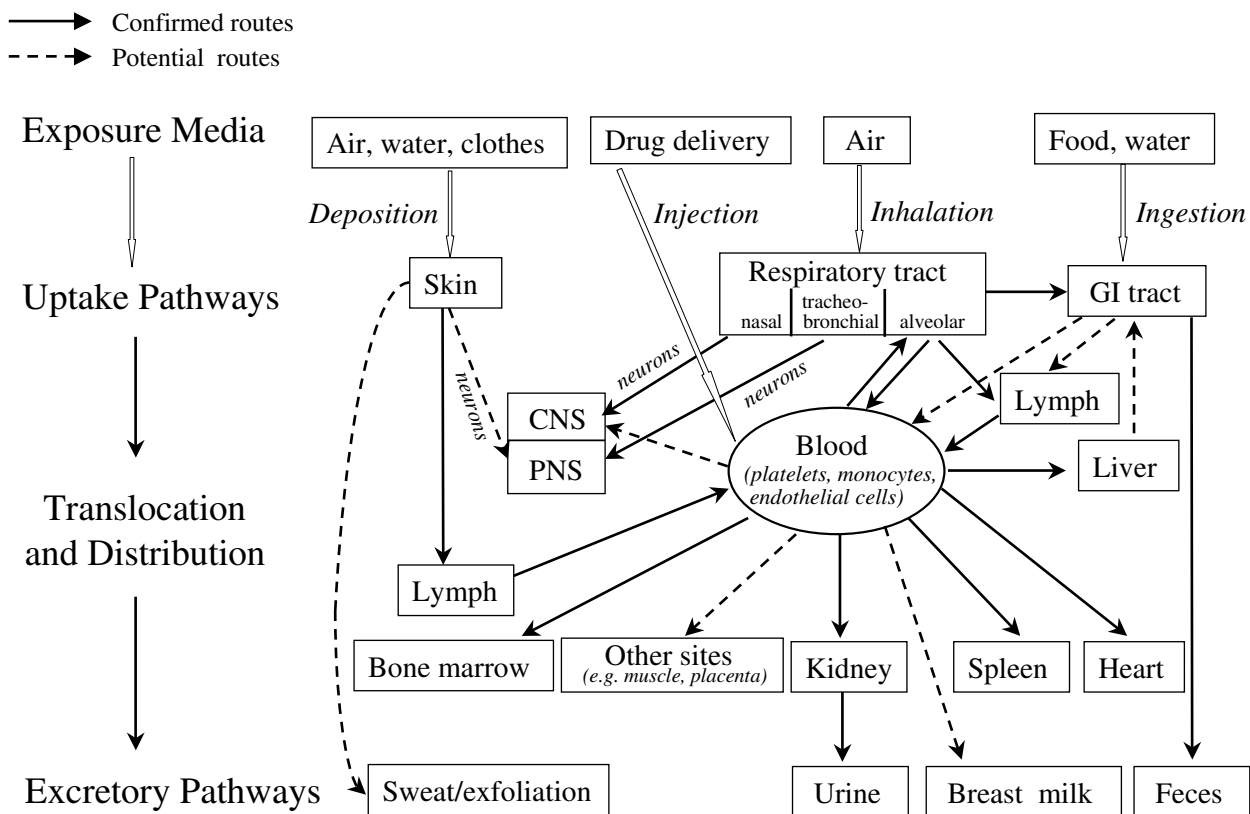 Confirmed routes
Potential routes
Exposure Media
Air, water, clothes
Drug delivery
Air
Food, water
Deposition
Injection
Inhalation
Ingestion
Uptake Pathways
Skin
Respiratory tract
nasal
tracheo-
bronchial
alveolar
GI tract
neurons
neurons
neurons
CNS
PNS
Lymph
Blood
(platelets, monocytes,
endothelial cells)
Liver
Translocation
and Distribution
Lymph
Bone marrow
Other sites
(e.g. muscle, placenta)
Kidney
Spleen
Heart
Excretory Pathways
Sweat/exfoliation
Urine
Breast milk
Feces